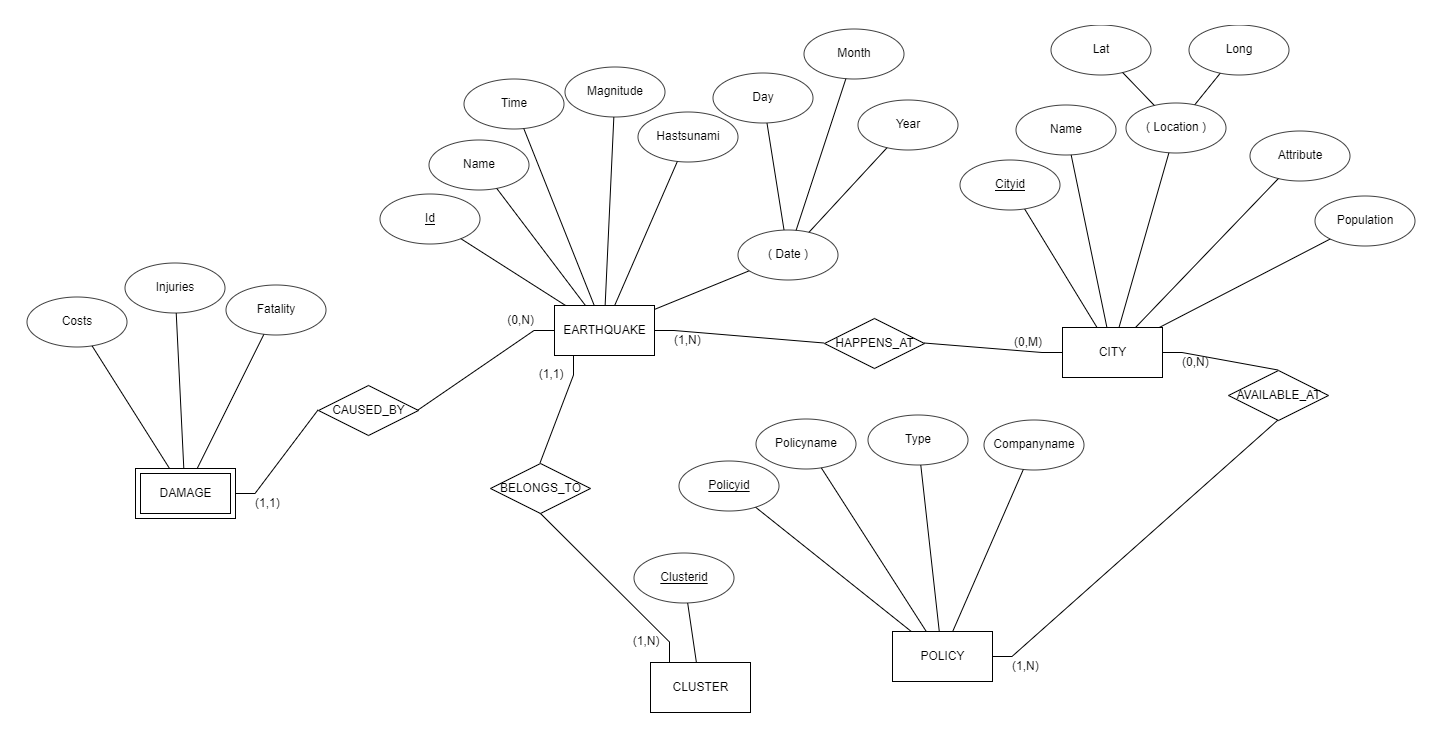 Lat
Long
Month
Time
Magnitude
Day
Year
Name
Hastsunami
Name
( Location )
Attribute
Id
( Date )
Cityid
Population
Costs
Injuries
Fatality
(0,N)
EARTHQUAKE
(1,N)
HAPPENS_AT
(0,M)
CITY
(0,N)
(1,1)
AVAILABLE_AT
CAUSED_BY
DAMAGE
(1,1)
BELONGS_TO
Policyid
Policyname
Type
Companyname
Clusterid
(1,N)
CLUSTER
POLICY
(1,N)